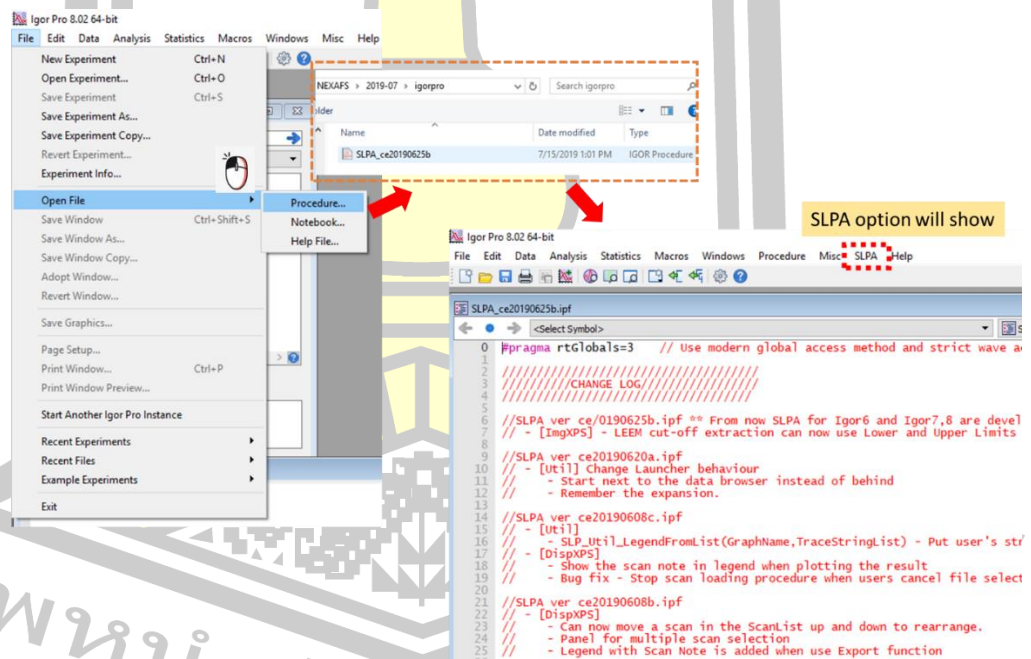 Igor Pro 8.02 64-bit
File Edit Data Analysis Statistics Macros Windows Misc Help
New Experiment Ctrl+N
Open Experiment... Ctrl+O
Save Experiment Ctrl+S
Save Experiment As...
Save Experiment Copy...
Revert Experiment...
Experiment Info...
Open File
Save Window Ctrl+Shift+S
Save Window As...
Save Window Copy...
Adopt Window...
Revert Window...
Save Graphics...
Page Setup...
Print Window... Ctrl+P
Print Window Preview...
Start Another Igor Pro Instance
Recent Experiments
Recent Files
Example Experiments
Exit
Procedure...
Notebook...
Help File...
NEXAFS > 2019-07 > igorpro Search igorpro
older
Name Date modified Type
SLPA_ce20190625b 7/15/2019 1:01 PM IGOR Procedure
SLPA option will show
Igor Pro 8.02 64-bit
File Edit Data Analysis Statistics Macros Windows Procedure Misc SLPA Help
SLPA_ce20190625b.ipf
<Select Symbol>
0 #pragma rtGlobals=3 // Use modern global access method and strict wave ac
1
2 /////////////////////////////////////
3 //////////CHANGE LOG/////////////////
4 ////////////////////////////////////
5
6 //SLPA ver ce/0190625b.ipf ** From now SLPA for Igor6 and Igor7,8 are devel
7 // - [ImgXPS] - LEEM cut-off extraction can now use Lower and Upper Limits
8
9 //SLPA ver ce20190620a.ipf
10 // - [Util] Change Launcher behaviour
11 // - Start next to the data browser instead of behind
12 // - Remember the expansion.
13
14 //SLPA ver ce20190608c.ipf
15 // - [Util]
16 // - SLP_Util_LegendFromList(GraphName,TraceStringList) - Put user's str
17 // - [DispXPS]
18 // - Show the scan note in legend when plotting the result
19 // - Bug fix - Stop scan loading procedure when users cancel file select
20
21 //SLPA ver ce20190608b.ipf
22 // - [DispXPS]
23 // - Can now move a scan in the ScanList up and down to rearrange.
24 // - Panel for multiple scan selection
25 // - Legend with Scan Note is added when use Export function